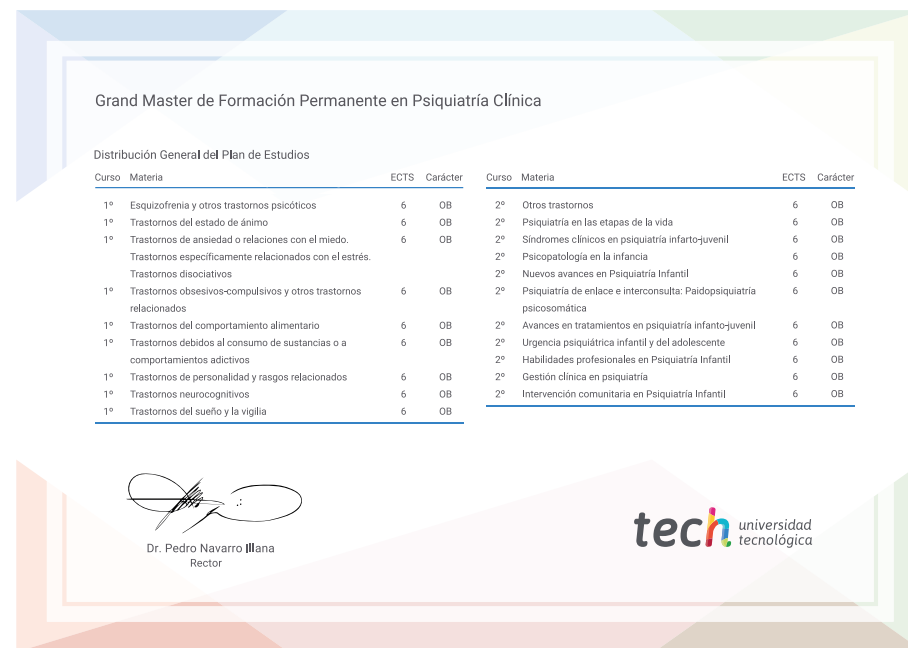 Grand Master de Formación Permanente en Psiquiatría Clínica
Distribución General del Plan de Estudios
Curso Materia ECTS Carácter
1º Esquizofrenia y otros trastornos psicóticos 6 OB
1º Trastornos del estado de ánimo 6 OB
1º Trastornos de ansiedad o relaciones con el miedo. 6 OB
Trastornos específicamente relacionados con el estrés.
Trastornos disociativos
1º Trastornos obsesivos-compulsivos y otros trastornos 6 OB
relacionados
1º Trastornos del comportamiento alimentario 6 OB
1º Trastornos debidos al consumo de sustancias o a 6 OB
comportamientos adictivos
1º Trastornos de personalidad y rasgos relacionados 6 OB
1º Trastornos neurocognitivos 6 OB
1º Trastornos del sueño y la vigilia 6 OB
Curso Materia ECTS Carácter
2º Otros trastornos 6 OB
2º Psiquiatría en las etapas de la vida 6 OB
2º Síndromes clínicos en psiquiatría infarto-juvenil 6 OB
2º Psicopatología en la infancia 6 OB
2º Nuevos avances en Psiquiatría Infantil 6 OB
2º Psiquiatría de enlace e interconsulta: Paidopsiquiatría 6 OB
psicosomática
2º Avances en tratamientos en psiquiatría infanto-juvenil 6 OB
2º Urgencia psiquiátrica infantil y del adolescente 6 OB
2º Habilidades profesionales en Psiquiatría Infantil 6 OB
2º Gestión clínica en psiquiatría 6 OB
2º Intervención comunitaria en Psiquiatría Infantil 6 OB
Dr. Pedro Navarro Illana
Rector
tech universidad
tecnológica